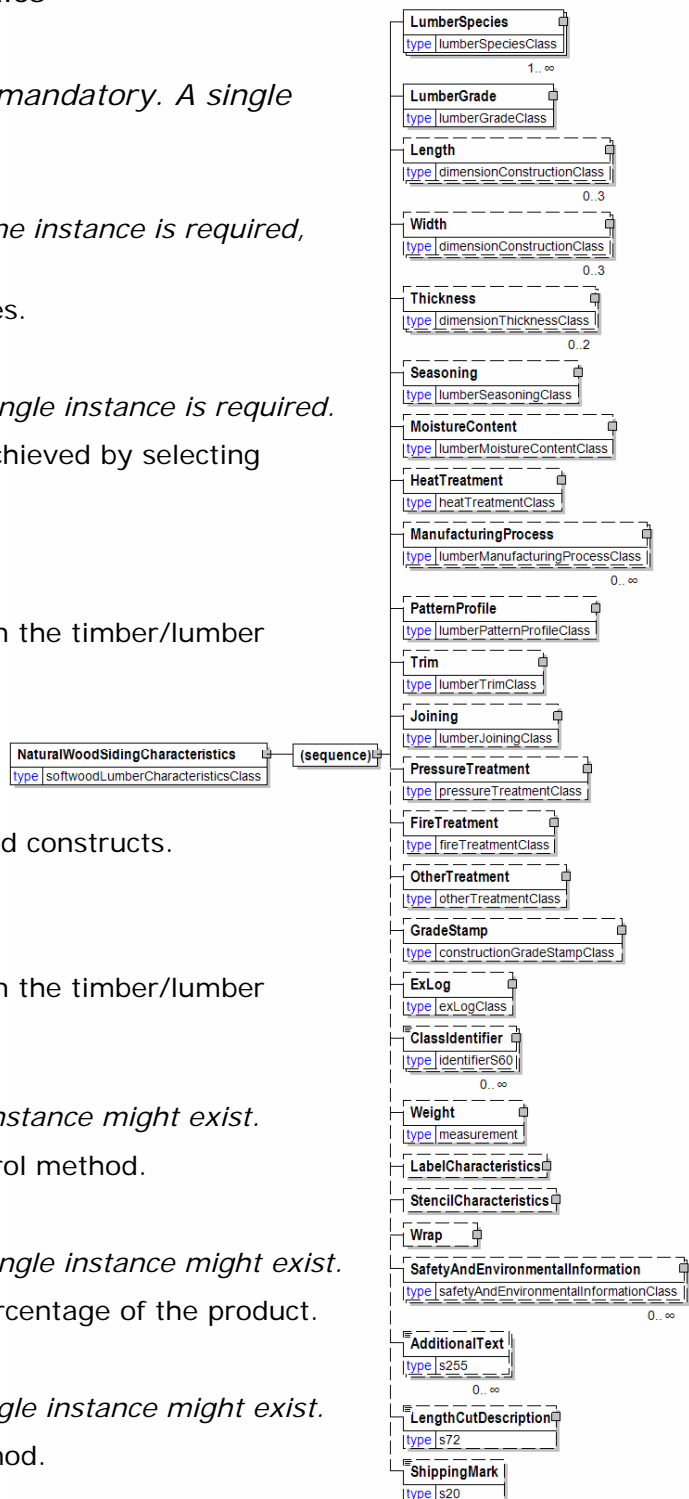 mandatory. A single
ne instance is required,
es.
ngle instance is required.
chieved by selecting
n the timber/lumber
d constructs.
n the timber/lumber
nstance might exist.
rol method.
ngle instance might exist.
rcentage of the product.
gle instance might exist.
nod.
NaturalWoodSidingCharacteristics
type softwoodLumberCharacteristicsClass
(sequence)
LumberSpecies
type lumberSpeciesClass
1.. ∞
LumberGrade
type lumberGradeClass
Length
type dimensionConstructionClass
0..3
Width
type dimensionConstructionClass
0..3
Thickness
type dimensionThicknessClass
0..2
Seasoning
type lumberSeasoningClass
MoistureContent
type lumberMoistureContentClass
HeatTreatment
type heatTreatmentClass
ManufacturingProcess
type lumberManufacturingProcessClass
0.. ∞
PatternProfile
type lumberPatternProfileClass
Trim
type lumberTrimClass
Joining
type lumberJoiningClass
PressureTreatment
type pressureTreatmentClass
FireTreatment
type fireTreatmentClass
OtherTreatment
type otherTreatmentClass
GradeStamp
type constructionGradeStampClass
ExLog
type exLogClass
ClassIdentifier
type identifierS60
0.. ∞
Weight
type measurement
LabelCharacteristics
StencilCharacteristics
Wrap
SafetyAndEnvironmentalInformation
type safetyAndEnvironmentalInformationClass
0.. ∞
AdditionalText
type s255
0.. ∞
LengthCutDescription
type s72
ShippingMark
type s20